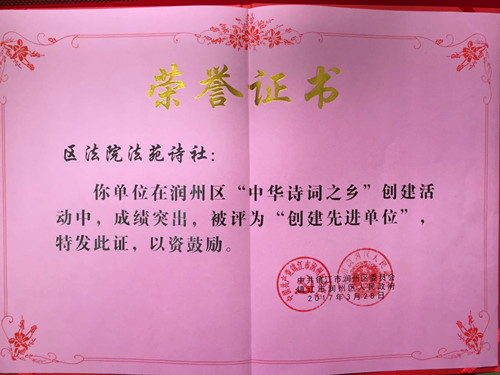 荣誉证书
区法院法苑诗社：
你单位在润州区“中华诗词之乡”创建活
动中，成绩突出，被评为“创建先进单位”，
特发此证，以资鼓励。
中共镇江市润州区委员会
镇江市润州区人民政府
2017年3月28日